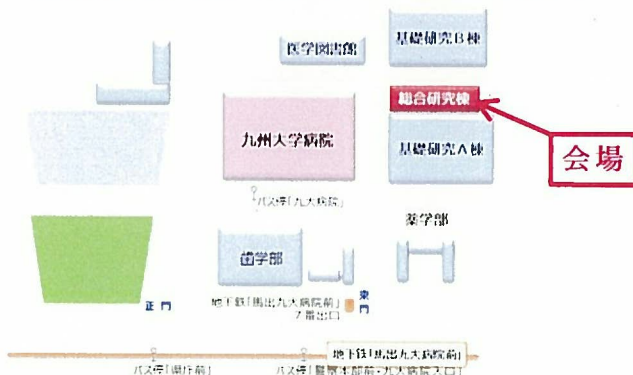 医学図書館
基礎研究B棟
総合研究棟
九州大学病院
基礎研究A棟
会場
バス停「九大病院」
薬学部
歯学部
正門
地下鉄「馬出九大病院前」
7番出口
東門
地下鉄「馬出九大病院前」
バス停「県庁前」
バス停「警察本部前・九大病院入口」